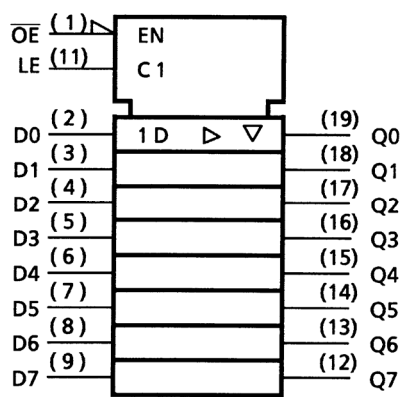 O̅E̅ (1) EN
LE (11) C1
D0 (2) 1D (19) Q0
D1 (3) (18) Q1
D2 (4) (17) Q2
D3 (5) (16) Q3
D4 (6) (15) Q4
D5 (7) (14) Q5
D6 (8) (13) Q6
D7 (9) (12) Q7